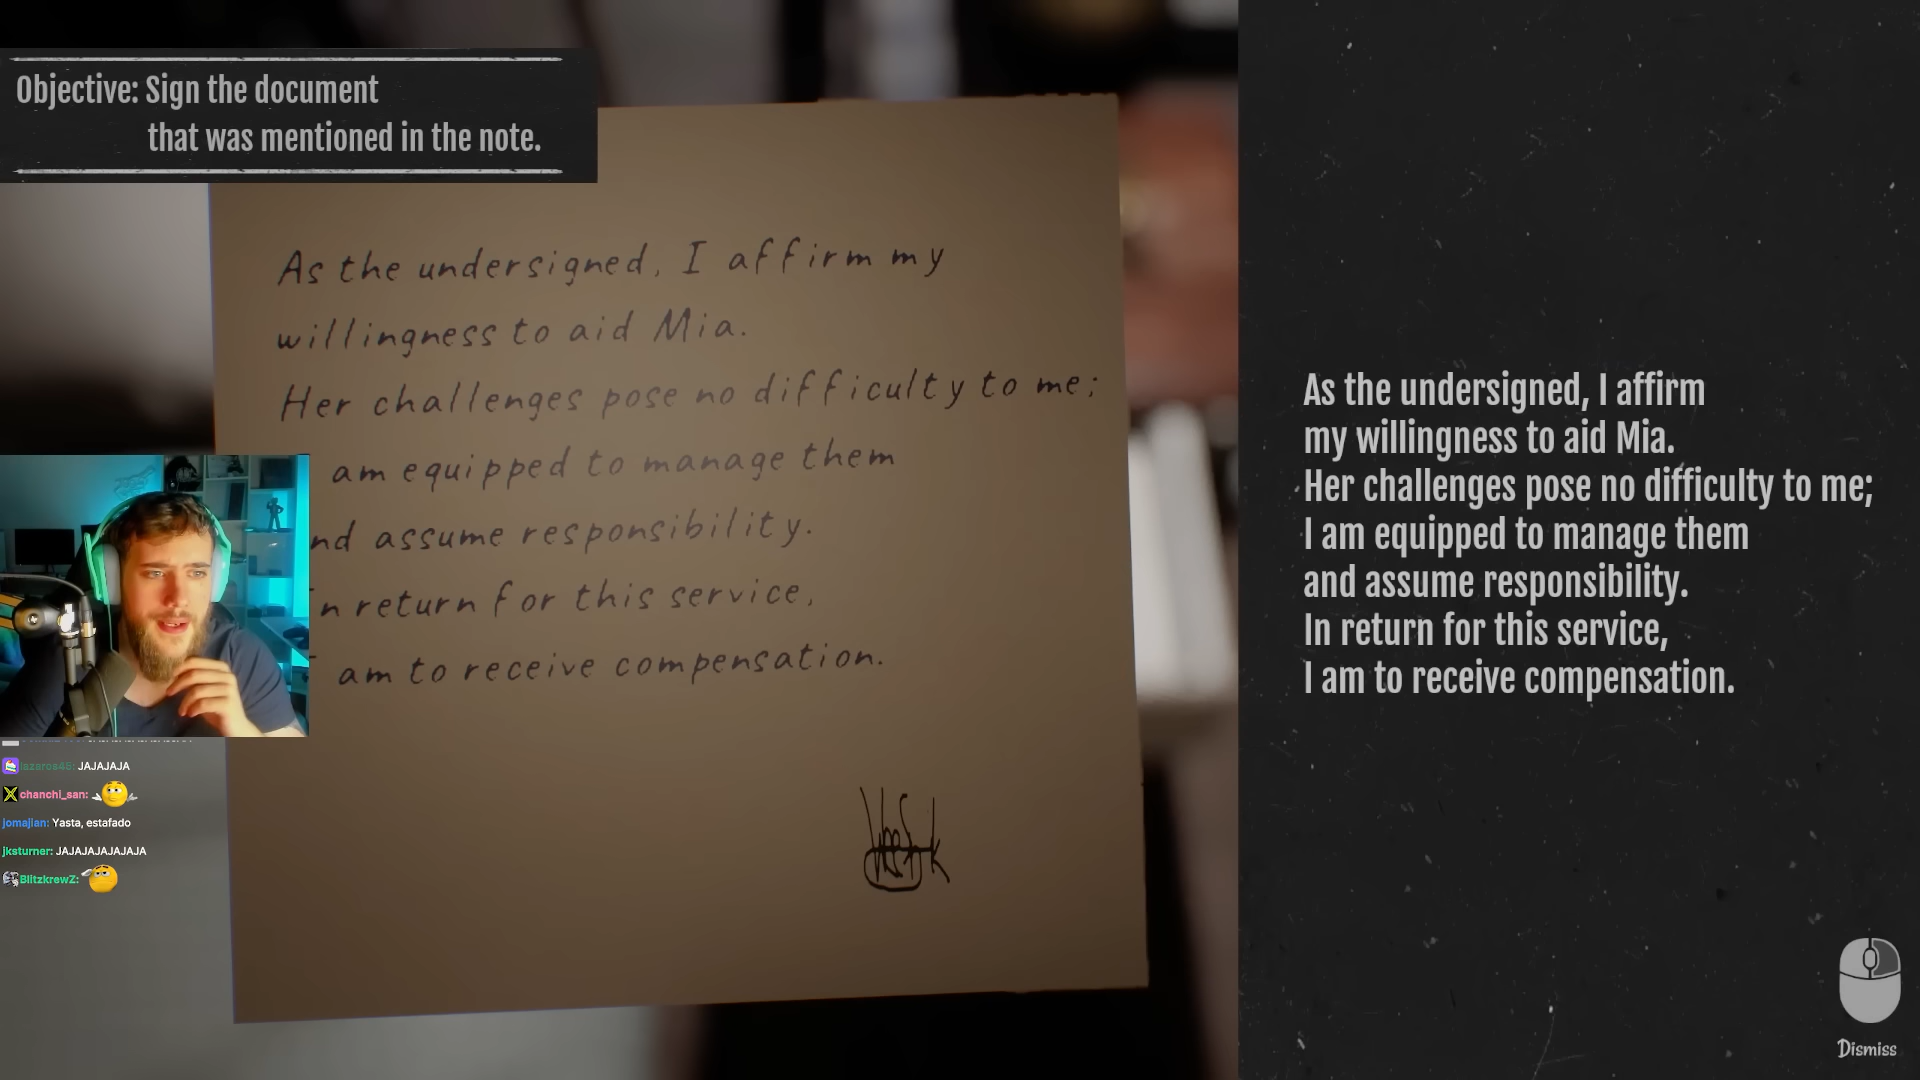 Objective: Sign the document
that was mentioned in the note.
As the undersigned, I affirm my
willingness to aid Mia.
Her challenges pose no difficulty to me;
am equipped to manage them
nd assume responsibility.
n return for this service,
am to receive compensation.
As the undersigned, I affirm
my willingness to aid Mia.
Her challenges pose no difficulty to me;
I am equipped to manage them
and assume responsibility.
In return for this service,
I am to receive compensation.
lazaros45: JAJAJAJA
chanchi_san:
jomajian: Yasta, estafado
jksturner: JAJAJAJAJAJAJA
BlitzkrewZ:
Dismiss